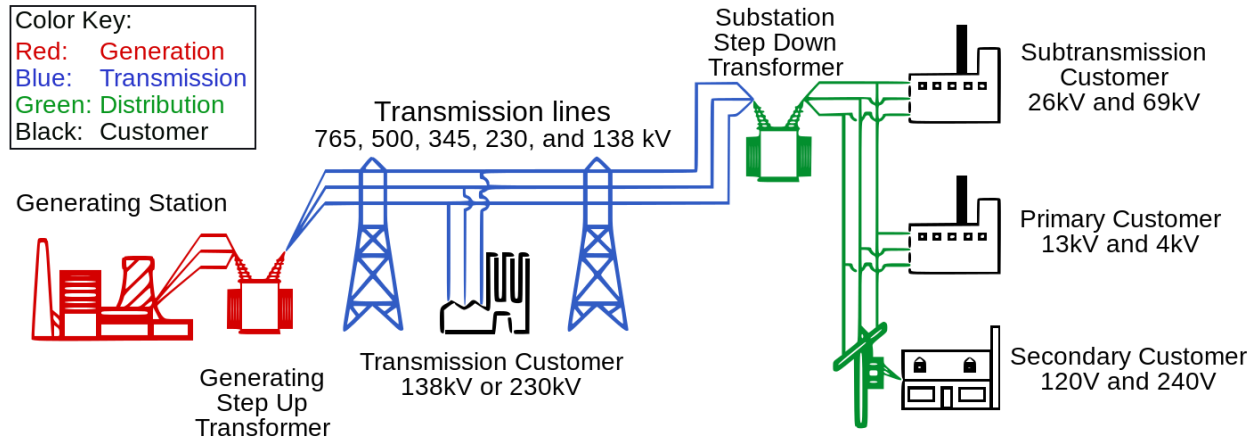 Color Key:
Red: Generation
Blue: Transmission
Green: Distribution
Black: Customer
Generating Station
Generating
Step Up
Transformer
Transmission lines
765, 500, 345, 230, and 138 kV
Transmission Customer
138kV or 230kV
Substation
Step Down
Transformer
Subtransmission
Customer
26kV and 69kV
Primary Customer
13kV and 4kV
Secondary Customer
120V and 240V